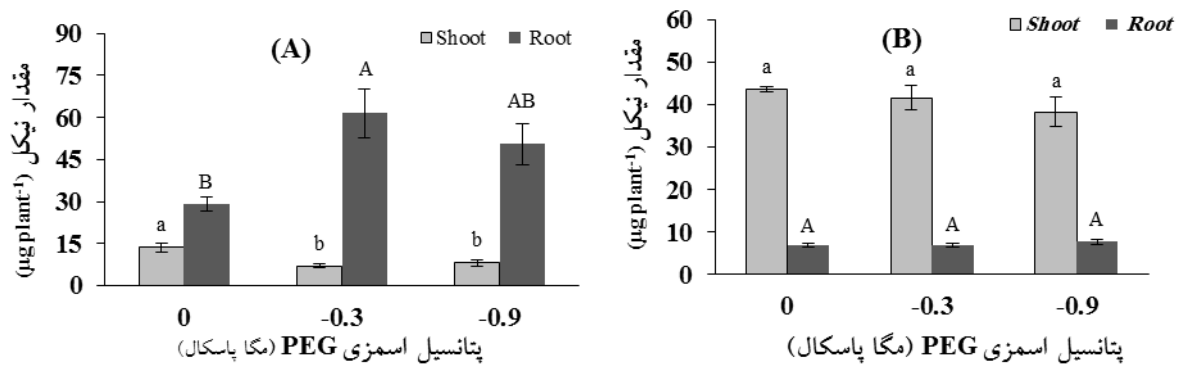 (A)
Shoot Root
مقدار نیکل (µg plant⁻¹)
90
75
60
45
30
15
0
a
B
b
A
b
AB
0 -0.3 -0.9
پتانسیل اسمزی PEG (مگا پاسکال)
(B)
Shoot Root
مقدار نیکل (µg plant⁻¹)
60
50
40
30
20
10
0
a
A
a
A
a
A
0 -0.3 -0.9
پتانسیل اسمزی PEG (مگا پاسکال)